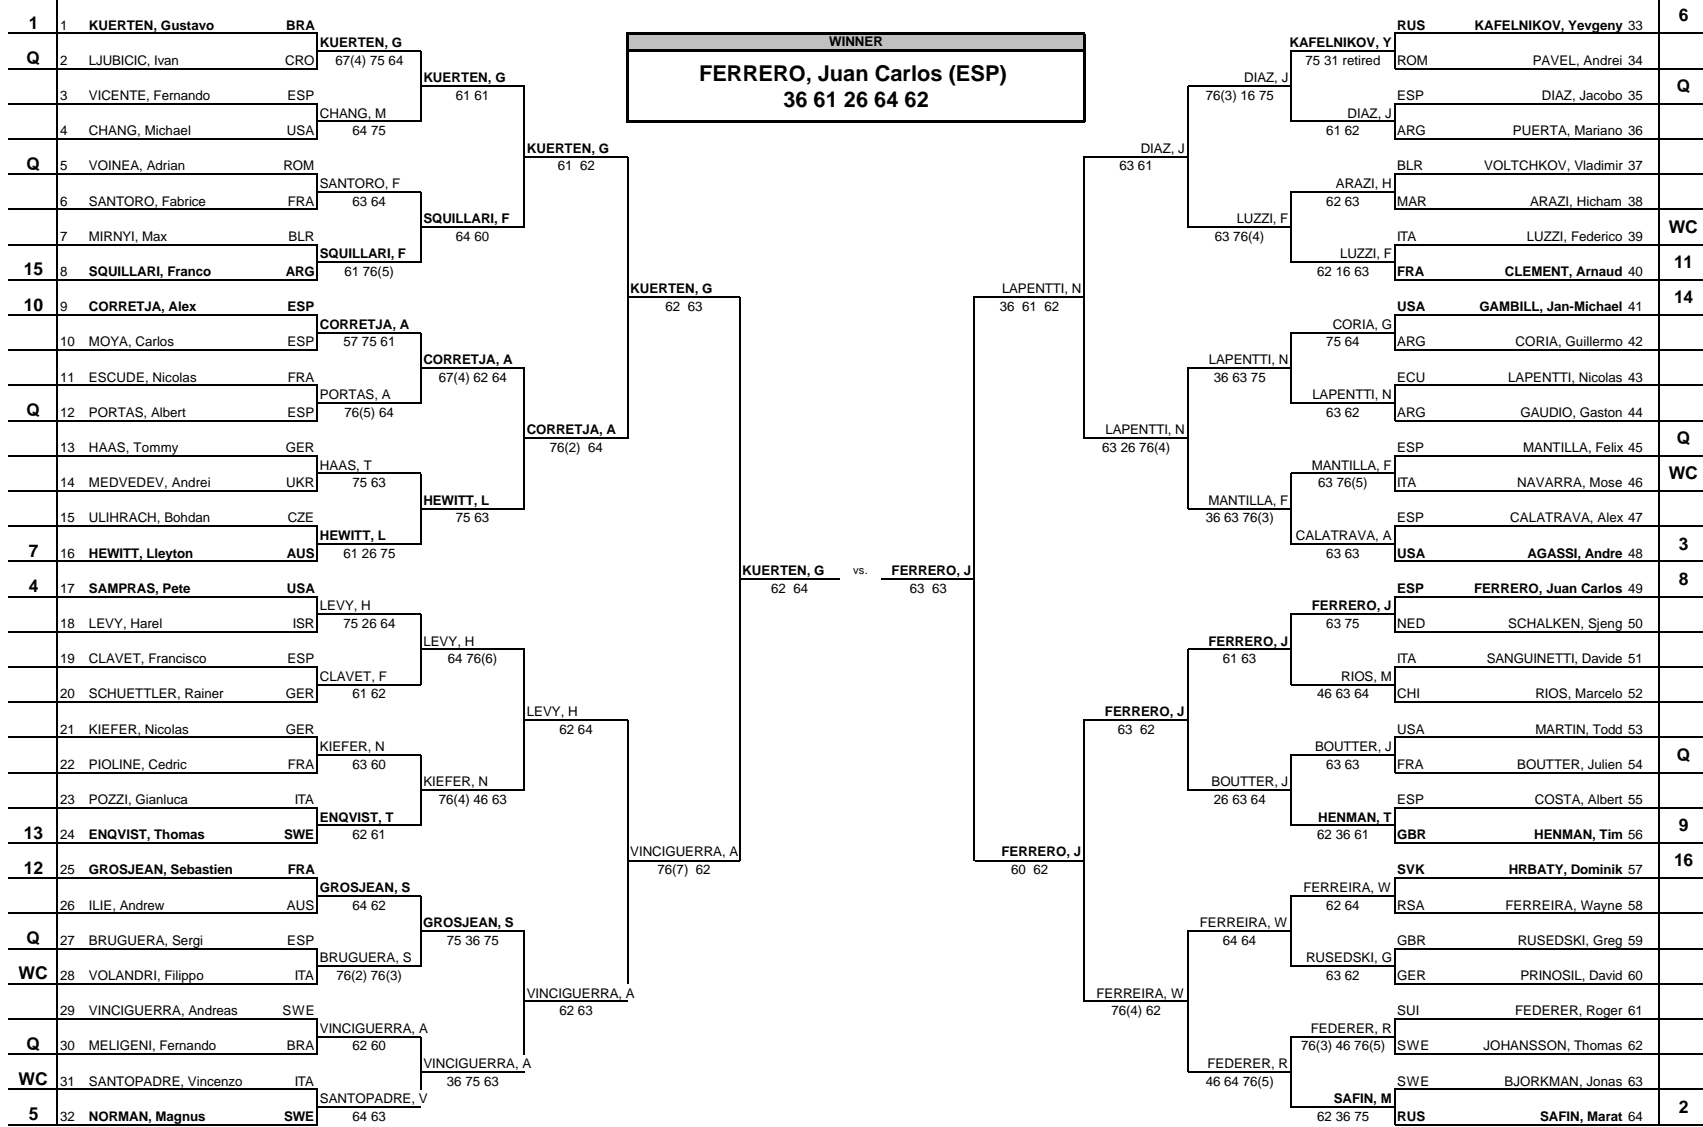 WINNER
FERRERO, Juan Carlos (ESP)
36 61 26 64 62
1 1 KUERTEN, Gustavo BRA
KUERTEN, G
Q 2 LJUBICIC, Ivan CRO 67(4) 75 64
KUERTEN, G
3 VICENTE, Fernando ESP 61 61
CHANG, M
4 CHANG, Michael USA 64 75
KUERTEN, G
Q 5 VOINEA, Adrian ROM 61 62
SANTORO, F
6 SANTORO, Fabrice FRA 63 64
SQUILLARI, F
7 MIRNYI, Max BLR 64 60
SQUILLARI, F
15 8 SQUILLARI, Franco ARG 61 76(5)
KUERTEN, G
10 9 CORRETJA, Alex ESP 62 63
CORRETJA, A
10 MOYA, Carlos ESP 57 75 61
CORRETJA, A
11 ESCUDE, Nicolas FRA 67(4) 62 64
PORTAS, A
Q 12 PORTAS, Albert ESP 76(5) 64
CORRETJA, A
13 HAAS, Tommy GER 76(2) 64
HAAS, T
14 MEDVEDEV, Andrei UKR 75 63
HEWITT, L
15 ULIHRACH, Bohdan CZE 75 63
HEWITT, L
7 16 HEWITT, Lleyton AUS 61 26 75
KUERTEN, G vs. FERRERO, J
62 64 63 63
4 17 SAMPRAS, Pete USA
LEVY, H
18 LEVY, Harel ISR 75 26 64
LEVY, H
19 CLAVET, Francisco ESP 64 76(6)
CLAVET, F
20 SCHUETTLER, Rainer GER 61 62
LEVY, H
21 KIEFER, Nicolas GER 62 64
KIEFER, N
22 PIOLINE, Cedric FRA 63 60
KIEFER, N
23 POZZI, Gianluca ITA 76(4) 46 63
ENQVIST, T
13 24 ENQVIST, Thomas SWE 62 61
VINCIGUERRA, A
12 25 GROSJEAN, Sebastien FRA 76(7) 62
GROSJEAN, S
26 ILIE, Andrew AUS 64 62
GROSJEAN, S
Q 27 BRUGUERA, Sergi ESP 75 36 75
BRUGUERA, S
WC 28 VOLANDRI, Filippo ITA 76(2) 76(3)
VINCIGUERRA, A
29 VINCIGUERRA, Andreas SWE 62 63
VINCIGUERRA, A
Q 30 MELIGENI, Fernando BRA 62 60
VINCIGUERRA, A
WC 31 SANTOPADRE, Vincenzo ITA 36 75 63
SANTOPADRE, V
5 32 NORMAN, Magnus SWE 64 63
RUS KAFELNIKOV, Yevgeny 33 6
KAFELNIKOV, Y
75 31 retired ROM PAVEL, Andrei 34
DIAZ, J
76(3) 16 75 ESP DIAZ, Jacobo 35 Q
DIAZ, J
61 62 ARG PUERTA, Mariano 36
DIAZ, J
63 61 BLR VOLTCHKOV, Vladimir 37
ARAZI, H
62 63 MAR ARAZI, Hicham 38
LUZZI, F
63 76(4) ITA LUZZI, Federico 39 WC
LUZZI, F
62 16 63 FRA CLEMENT, Arnaud 40 11
LAPENTTI, N
36 61 62 USA GAMBILL, Jan-Michael 41 14
CORIA, G
75 64 ARG CORIA, Guillermo 42
LAPENTTI, N
36 63 75 ECU LAPENTTI, Nicolas 43
LAPENTTI, N
63 62 ARG GAUDIO, Gaston 44
LAPENTTI, N
63 26 76(4) ESP MANTILLA, Felix 45 Q
MANTILLA, F
63 76(5) ITA NAVARRA, Mose 46 WC
MANTILLA, F
36 63 76(3) ESP CALATRAVA, Alex 47
CALATRAVA, A
63 63 USA AGASSI, Andre 48 3
ESP FERRERO, Juan Carlos 49 8
FERRERO, J
63 75 NED SCHALKEN, Sjeng 50
FERRERO, J
61 63 ITA SANGUINETTI, Davide 51
RIOS, M
46 63 64 CHI RIOS, Marcelo 52
FERRERO, J
63 62 USA MARTIN, Todd 53
BOUTTER, J
63 63 FRA BOUTTER, Julien 54 Q
BOUTTER, J
26 63 64 ESP COSTA, Albert 55
HENMAN, T
62 36 61 GBR HENMAN, Tim 56 9
FERRERO, J
60 62 SVK HRBATY, Dominik 57 16
FERREIRA, W
62 64 RSA FERREIRA, Wayne 58
FERREIRA, W
64 64 GBR RUSEDSKI, Greg 59
RUSEDSKI, G
63 62 GER PRINOSIL, David 60
FERREIRA, W
76(4) 62 SUI FEDERER, Roger 61
FEDERER, R
76(3) 46 76(5) SWE JOHANSSON, Thomas 62
FEDERER, R
46 64 76(5) SWE BJORKMAN, Jonas 63
SAFIN, M
62 36 75 RUS SAFIN, Marat 64 2